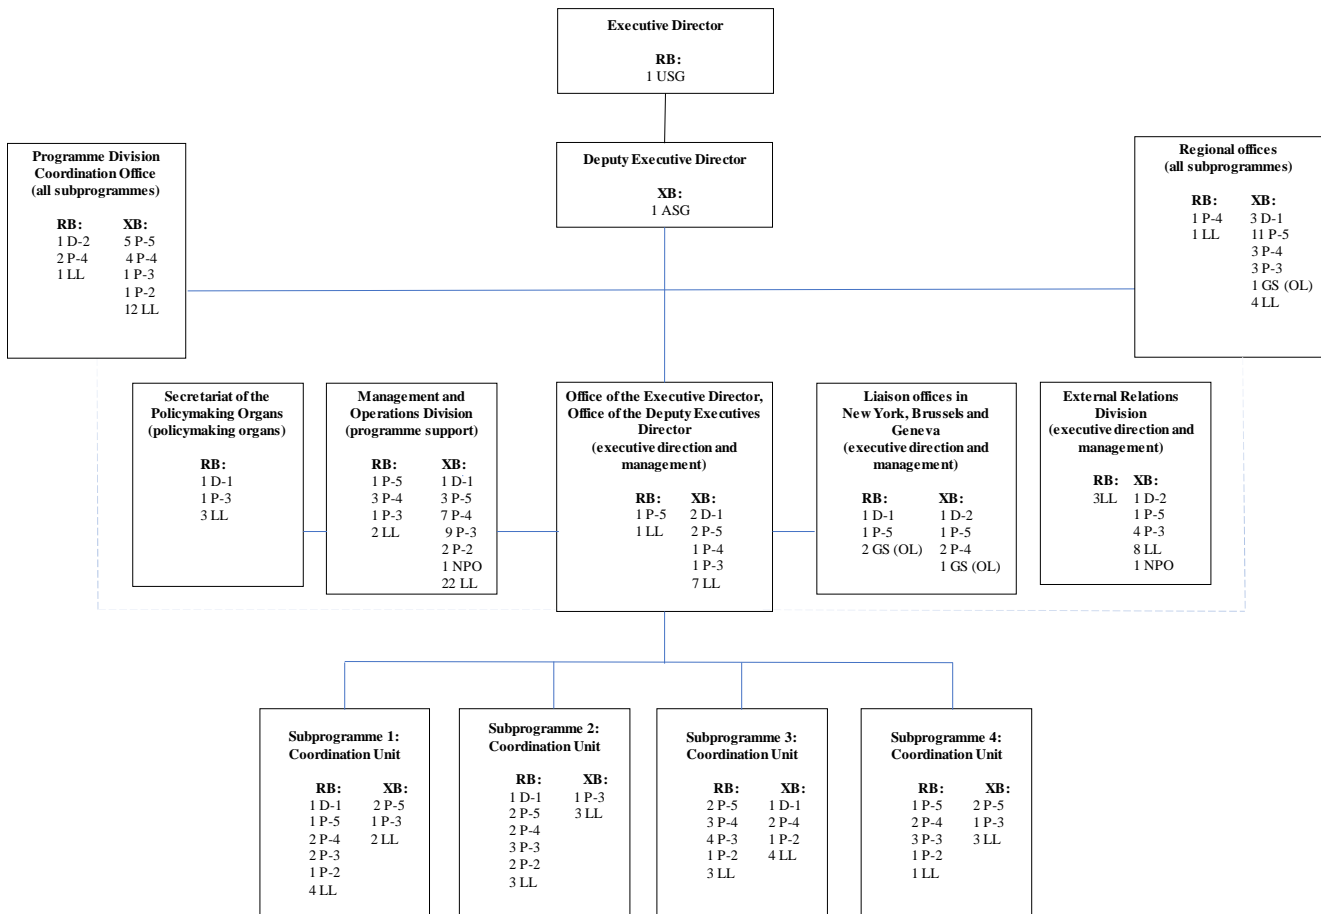 Executive Director
RB:
1 USG
Deputy Executive Director
XB:
1 ASG
Programme Division
Coordination Office
(all subprogrammes)
RB: XB:
1 D-2 5 P-5
2 P-4 4 P-4
1 LL 1 P-3
1 P-2
12 LL
Regional offices
(all subprogrammes)
RB: XB:
1 P-4 3 D-1
1 LL 11 P-5
3 P-4
3 P-3
1 GS (OL)
4 LL
Secretariat of the
Policymaking Organs
(policymaking organs)
RB:
1 D-1
1 P-3
3 LL
Management and
Operations Division
(programme support)
RB: XB:
1 P-5 1 D-1
3 P-4 3 P-5
1 P-3 7 P-4
2 LL 9 P-3
2 P-2
1 NPO
22 LL
Office of the Executive Director,
Office of the Deputy Executives
Director
(executive direction and
management)
RB: XB:
1 P-5 2 D-1
1 LL 2 P-5
1 P-4
1 P-3
7 LL
Liaison offices in
New York, Brussels and
Geneva
(executive direction and
management)
RB: XB:
1 D-1 1 D-2
1 P-5 1 P-5
2 GS (OL) 2 P-4
1 GS (OL)
External Relations
Division
(executive direction and
management)
RB: XB:
3LL 1 D-2
1 P-5
4 P-3
8 LL
1 NPO
Subprogramme 1:
Coordination Unit
RB: XB:
1 D-1 2 P-5
1 P-5 1 P-3
2 P-4 2 LL
2 P-3
1 P-2
4 LL
Subprogramme 2:
Coordination Unit
RB: XB:
1 D-1 1 P-3
2 P-5 3 LL
2 P-4
3 P-3
2 P-2
3 LL
Subprogramme 3:
Coordination Unit
RB: XB:
2 P-5 1 D-1
3 P-4 2 P-4
4 P-3 1 P-2
1 P-2 4 LL
3 LL
Subprogramme 4:
Coordination Unit
RB: XB:
1 P-5 2 P-5
2 P-4 1 P-3
3 P-3 3 LL
1 P-2
1 LL